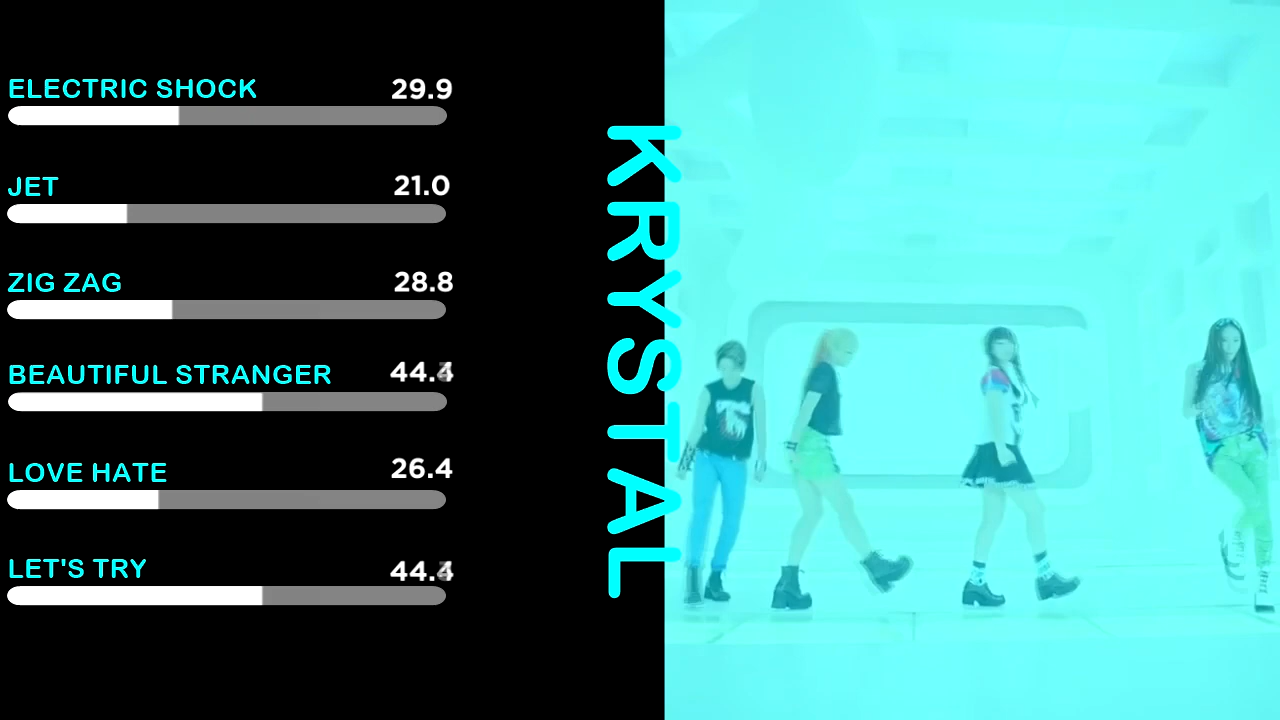 ELECTRIC SHOCK 29.9
JET 21.0
ZIG ZAG 28.8
BEAUTIFUL STRANGER 44.4
LOVE HATE 26.4
LET'S TRY 44.4
KRYSTAL